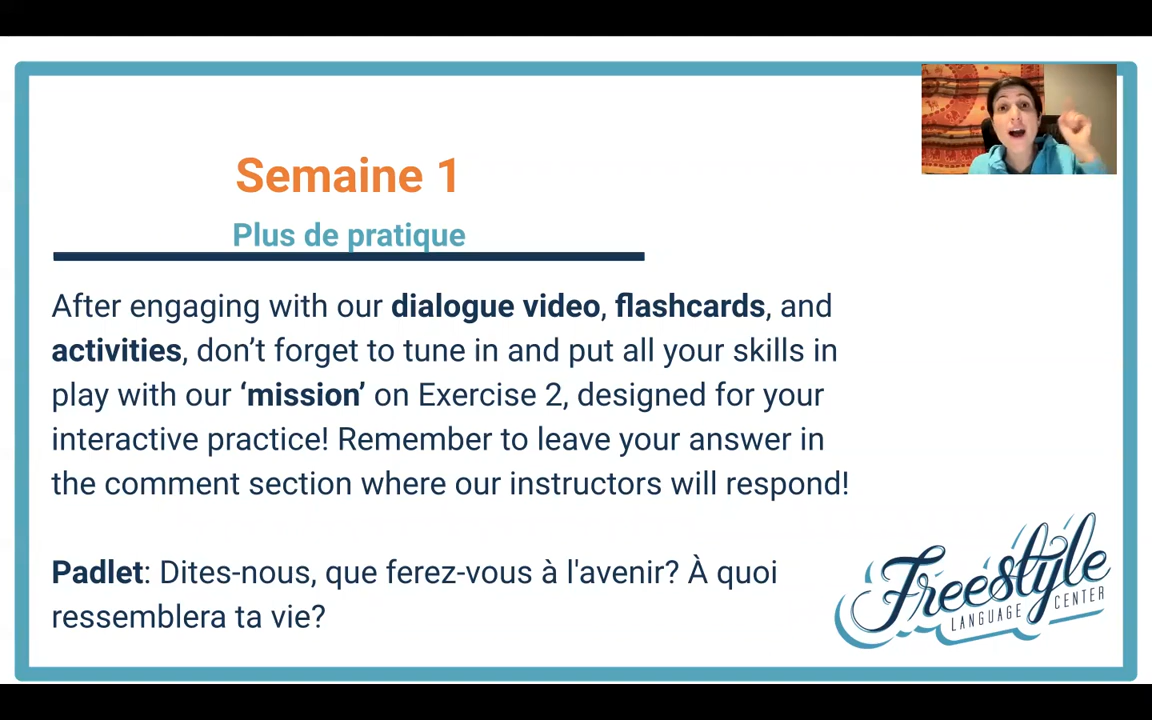 Semaine 1
Plus de pratique
After engaging with our dialogue video, flashcards, and
activities, don’t forget to tune in and put all your skills in
play with our ‘mission’ on Exercise 2, designed for your
interactive practice! Remember to leave your answer in
the comment section where our instructors will respond!
Padlet: Dites-nous, que ferez-vous à l'avenir? À quoi
ressemblera ta vie?
Freestyle
LANGUAGE CENTER